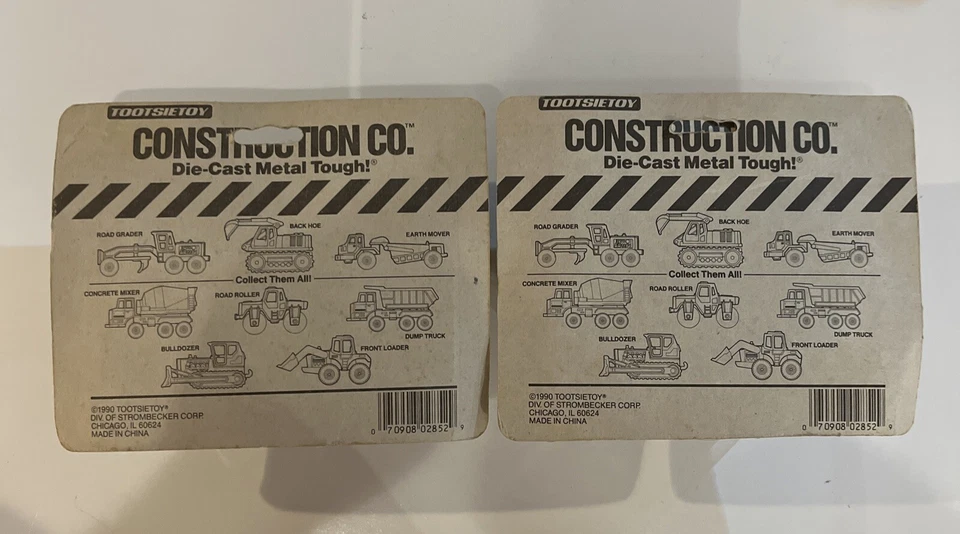 TOOTSIETOY
CONSTRUCTION CO.™
Die-Cast Metal Tough!®
ROAD GRADER
BACK HOE
EARTH MOVER
Collect Them All!
CONCRETE MIXER
ROAD ROLLER
DUMP TRUCK
BULLDOZER
FRONT LOADER
©1990 TOOTSIETOY®
DIV. OF STROMBECKER CORP.
CHICAGO, IL 60624
MADE IN CHINA
0 70908 02852 9
TOOTSIETOY
CONSTRUCTION CO.™
Die-Cast Metal Tough!®
ROAD GRADER
BACK HOE
EARTH MOVER
Collect Them All!
CONCRETE MIXER
ROAD ROLLER
DUMP TRUCK
BULLDOZER
FRONT LOADER
©1990 TOOTSIETOY®
DIV. OF STROMBECKER CORP.
CHICAGO, IL 60624
MADE IN CHINA
0 70908 02852 9